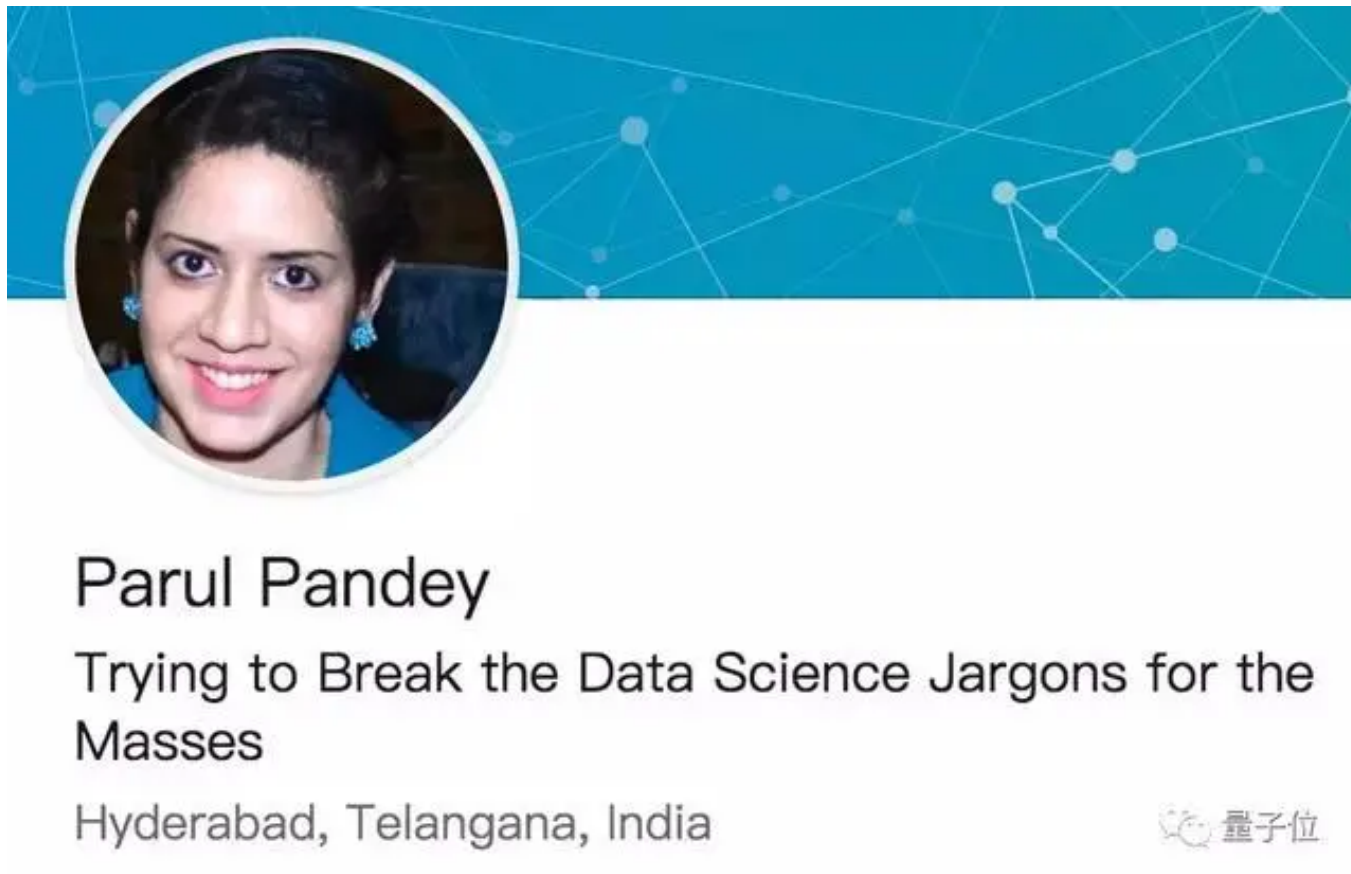 Parul Pandey
Trying to Break the Data Science Jargons for the
Masses
Hyderabad, Telangana, India
量子位